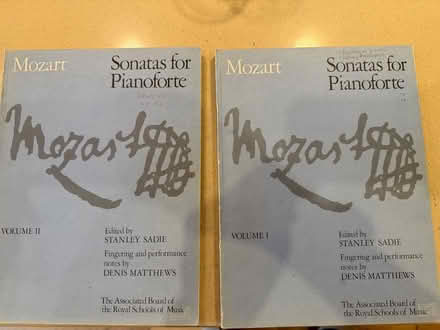 Mozart
Sonatas for
Pianoforte
Mozart
VOLUME II
Edited by
STANLEY SADIE
Fingering and performance
notes by
DENIS MATTHEWS
The Associated Board of
the Royal Schools of Music
Mozart
Sonatas for
Pianoforte
Mozart
VOLUME I
Edited by
STANLEY SADIE
Fingering and performance
notes by
DENIS MATTHEWS
The Associated Board of
the Royal Schools of Music